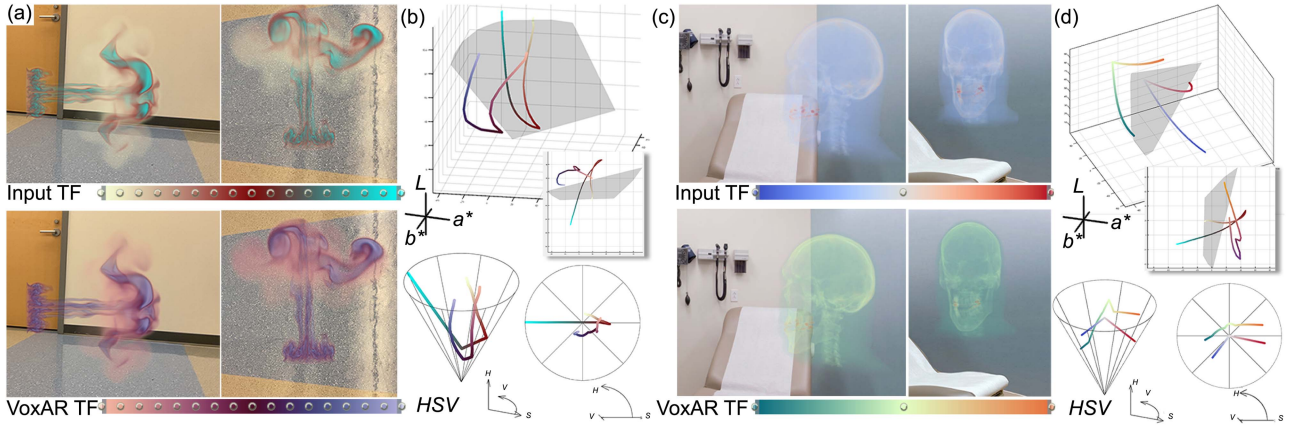 (a)
(b)
(c)
(d)
Input TF
L
a*
b*
Input TF
L
a*
b*
VoxAR TF
HSV
H
V
S
H
V
S
VoxAR TF
HSV
H
V
S
H
V
S